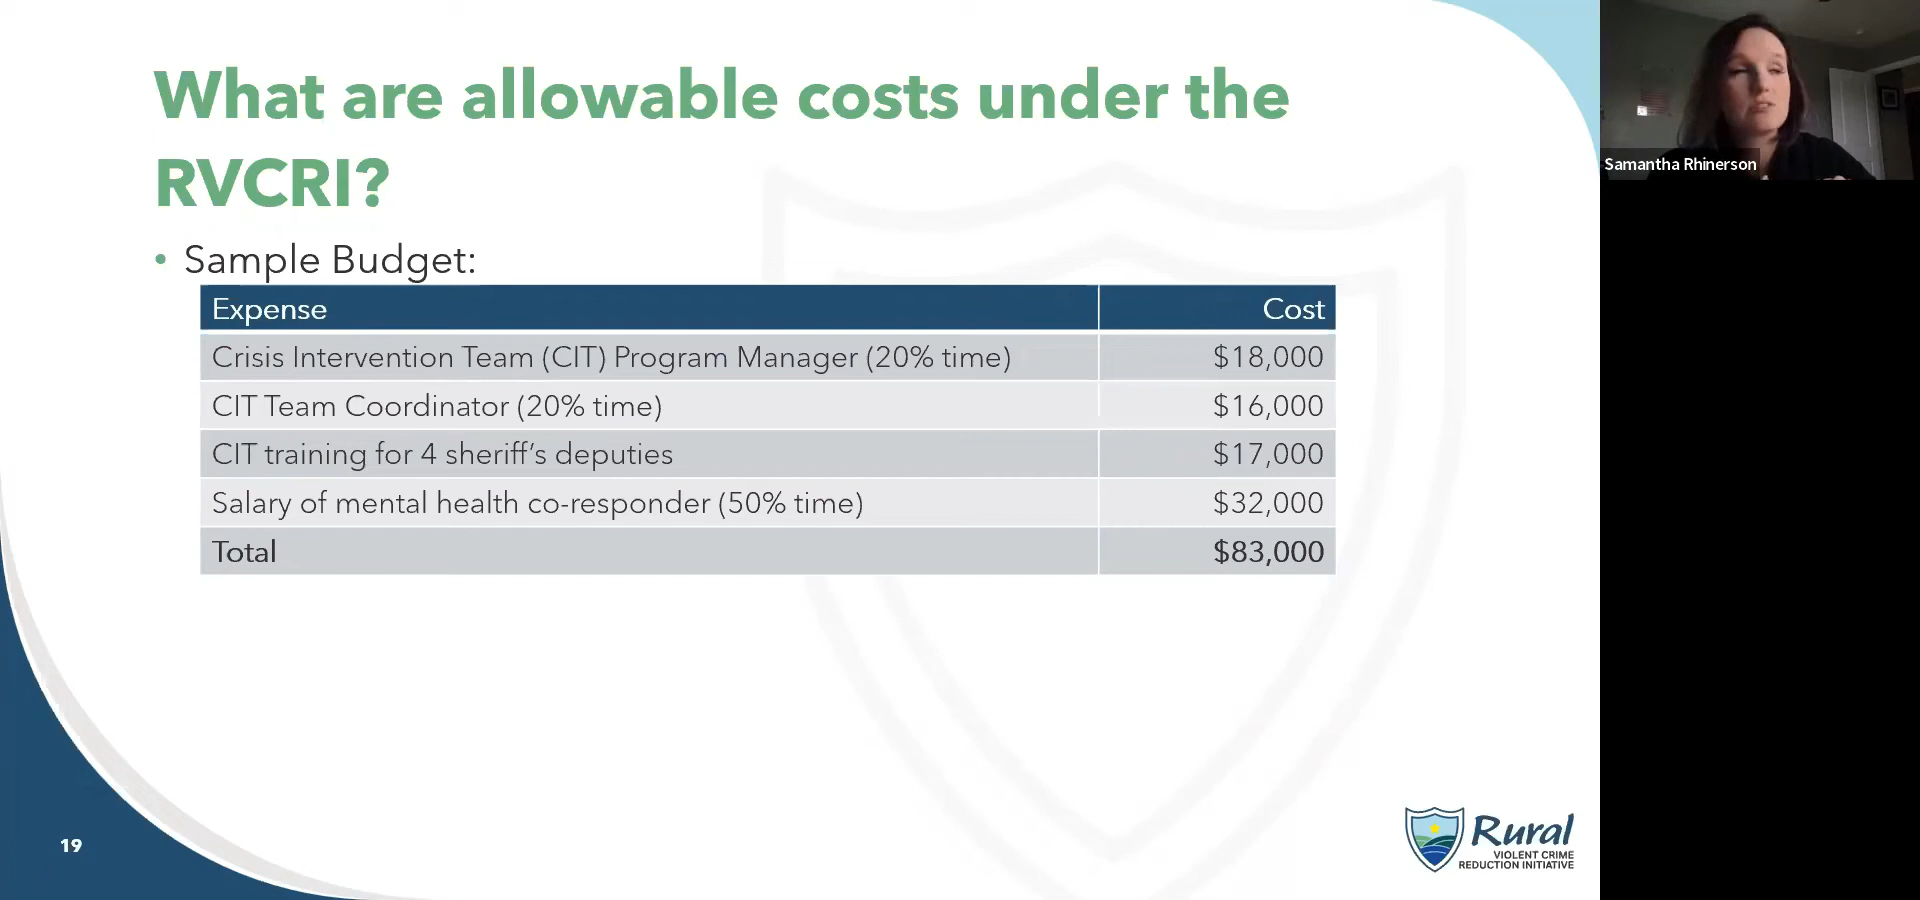 What are allowable costs under the
RVCRI?
• Sample Budget:
Expense Cost
Crisis Intervention Team (CIT) Program Manager (20% time) $18,000
CIT Team Coordinator (20% time) $16,000
CIT training for 4 sheriff’s deputies $17,000
Salary of mental health co-responder (50% time) $32,000
Total $83,000
19
Rural
VIOLENT CRIME
REDUCTION INITIATIVE
Samantha Rhinerson